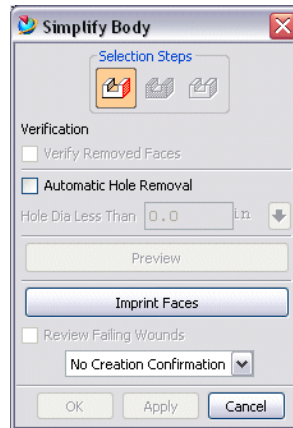 Simplify Body
Selection Steps
Verification
Verify Removed Faces
Automatic Hole Removal
Hole Dia Less Than 0.0 in
Preview
Imprint Faces
Review Failing Wounds
No Creation Confirmation
OK Apply Cancel